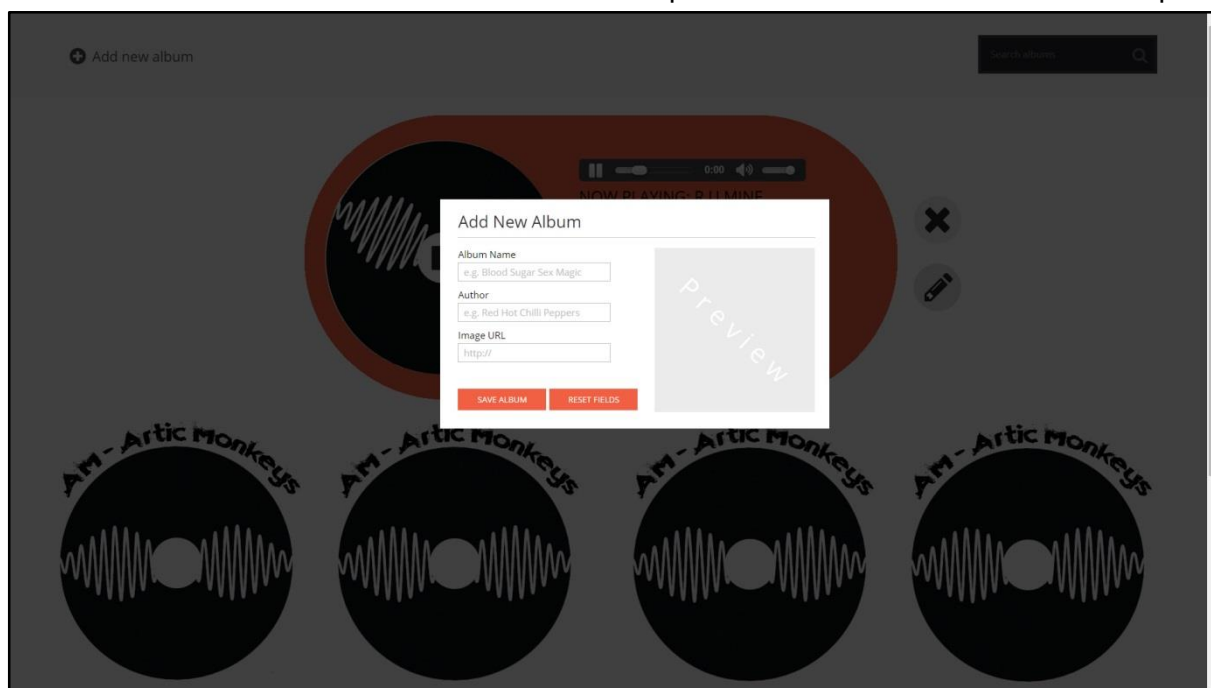 Add new album
Search albums
0:00
NOW PLAYING: R U MINE
Add New Album
Album Name
e.g. Blood Sugar Sex Magic
Author
e.g. Red Hot Chilli Peppers
Image URL
http://
Preview
SAVE ALBUM
RESET FIELDS
AM - Artic Monkeys
AM - Artic Monkeys
AM - Artic Monkeys
AM - Artic Monkeys